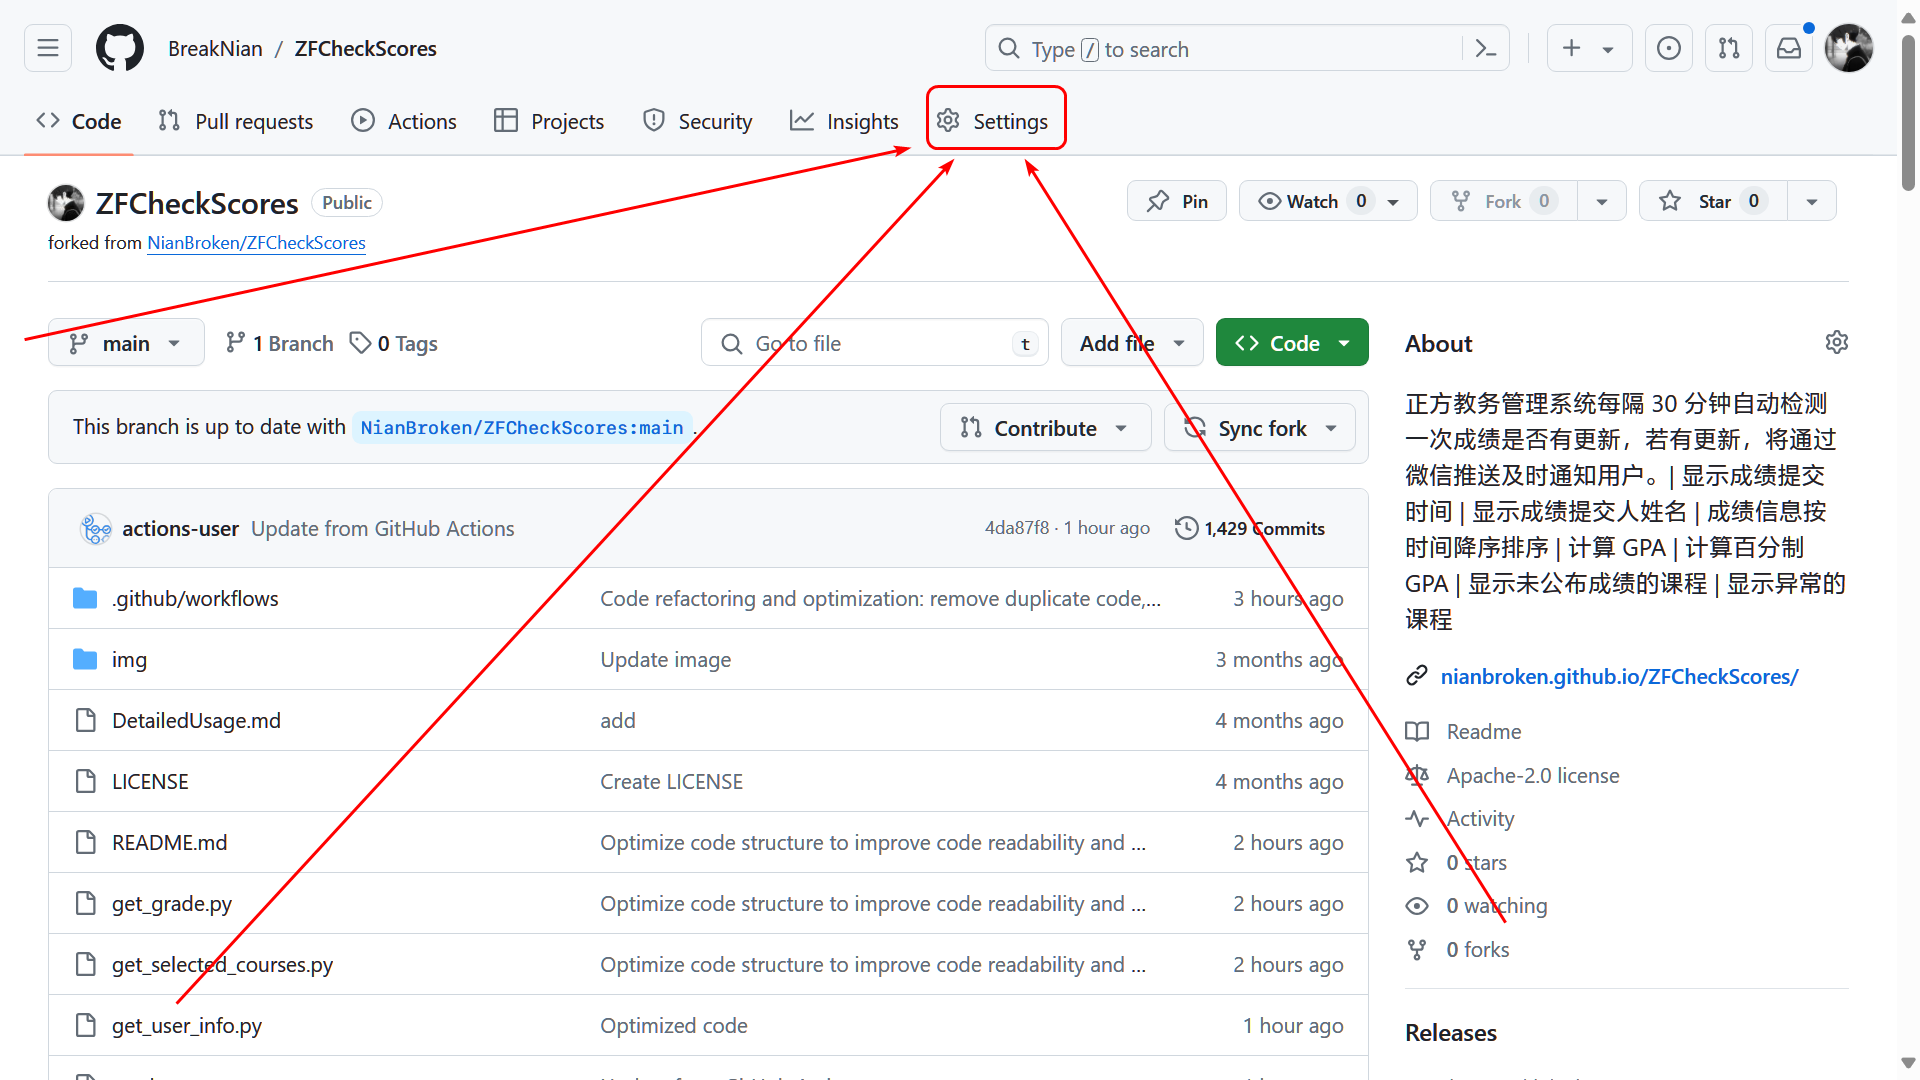 BreakNian / ZFCheckScores
Type / to search
Code
Pull requests
Actions
Projects
Security
Insights
Settings
ZFCheckScores
Public
forked from NianBroken/ZFCheckScores
Pin
Watch 0
Fork 0
Star 0
main
1 Branch
0 Tags
Go to file
t
Add file
Code
This branch is up to date with NianBroken/ZFCheckScores:main .
Contribute
Sync fork
actions-user Update from GitHub Actions
4da87f8 · 1 hour ago
1,429 Commits
.github/workflows
Code refactoring and optimization: remove duplicate code,...
3 hours ago
img
Update image
3 months ago
DetailedUsage.md
add
4 months ago
LICENSE
Create LICENSE
4 months ago
README.md
Optimize code structure to improve code readability and ...
2 hours ago
get_grade.py
Optimize code structure to improve code readability and ...
2 hours ago
get_selected_courses.py
Optimize code structure to improve code readability and ...
2 hours ago
get_user_info.py
Optimized code
1 hour ago
About
正方教务管理系统每隔 30 分钟自动检测
一次成绩是否有更新，若有更新，将通过
微信推送及时通知用户。| 显示成绩提交
时间 | 显示成绩提交人姓名 | 成绩信息按
时间降序排序 | 计算 GPA | 计算百分制
GPA | 显示未公布成绩的课程 | 显示异常的
课程
nianbroken.github.io/ZFCheckScores/
Readme
Apache-2.0 license
Activity
0 stars
0 watching
0 forks
Releases